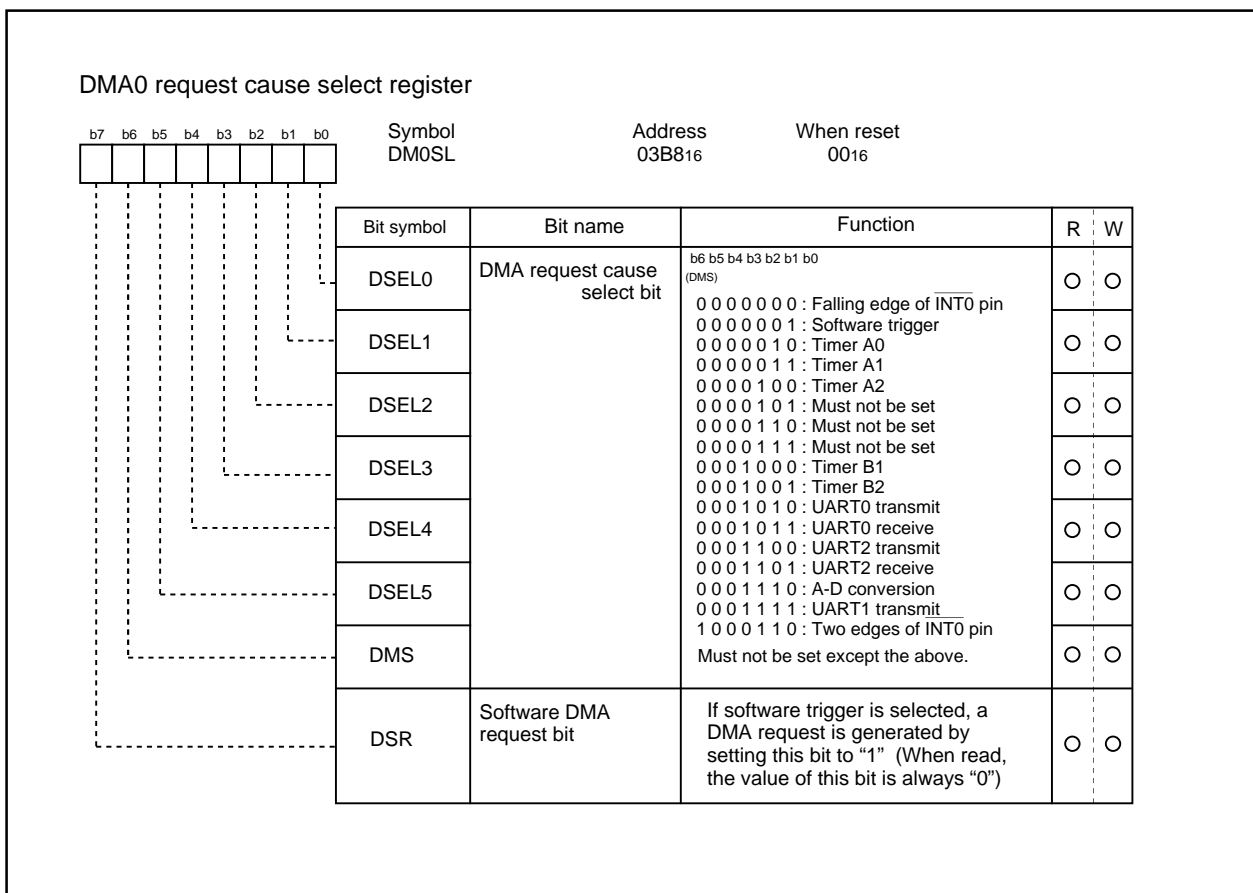 DMA0 request cause select register
b7 b6 b5 b4 b3 b2 b1 b0
Symbol Address When reset
DM0SL 03B816 0016
Bit symbol Bit name Function R W
DSEL0
DSEL1
DSEL2
DSEL3
DSEL4
DSEL5
DMS
DMA request cause
select bit
b6 b5 b4 b3 b2 b1 b0
(DMS)
0 0 0 0 0 0 0 : Falling edge of INT0 pin
0 0 0 0 0 0 1 : Software trigger
0 0 0 0 0 1 0 : Timer A0
0 0 0 0 0 1 1 : Timer A1
0 0 0 0 1 0 0 : Timer A2
0 0 0 0 1 0 1 : Must not be set
0 0 0 0 1 1 0 : Must not be set
0 0 0 0 1 1 1 : Must not be set
0 0 0 1 0 0 0 : Timer B1
0 0 0 1 0 0 1 : Timer B2
0 0 0 1 0 1 0 : UART0 transmit
0 0 0 1 0 1 1 : UART0 receive
0 0 0 1 1 0 0 : UART2 transmit
0 0 0 1 1 0 1 : UART2 receive
0 0 0 1 1 1 0 : A-D conversion
0 0 0 1 1 1 1 : UART1 transmit
1 0 0 0 1 1 0 : Two edges of INT0 pin
Must not be set except the above.
DSR
Software DMA
request bit
If software trigger is selected, a
DMA request is generated by
setting this bit to “1” (When read,
the value of this bit is always “0”)